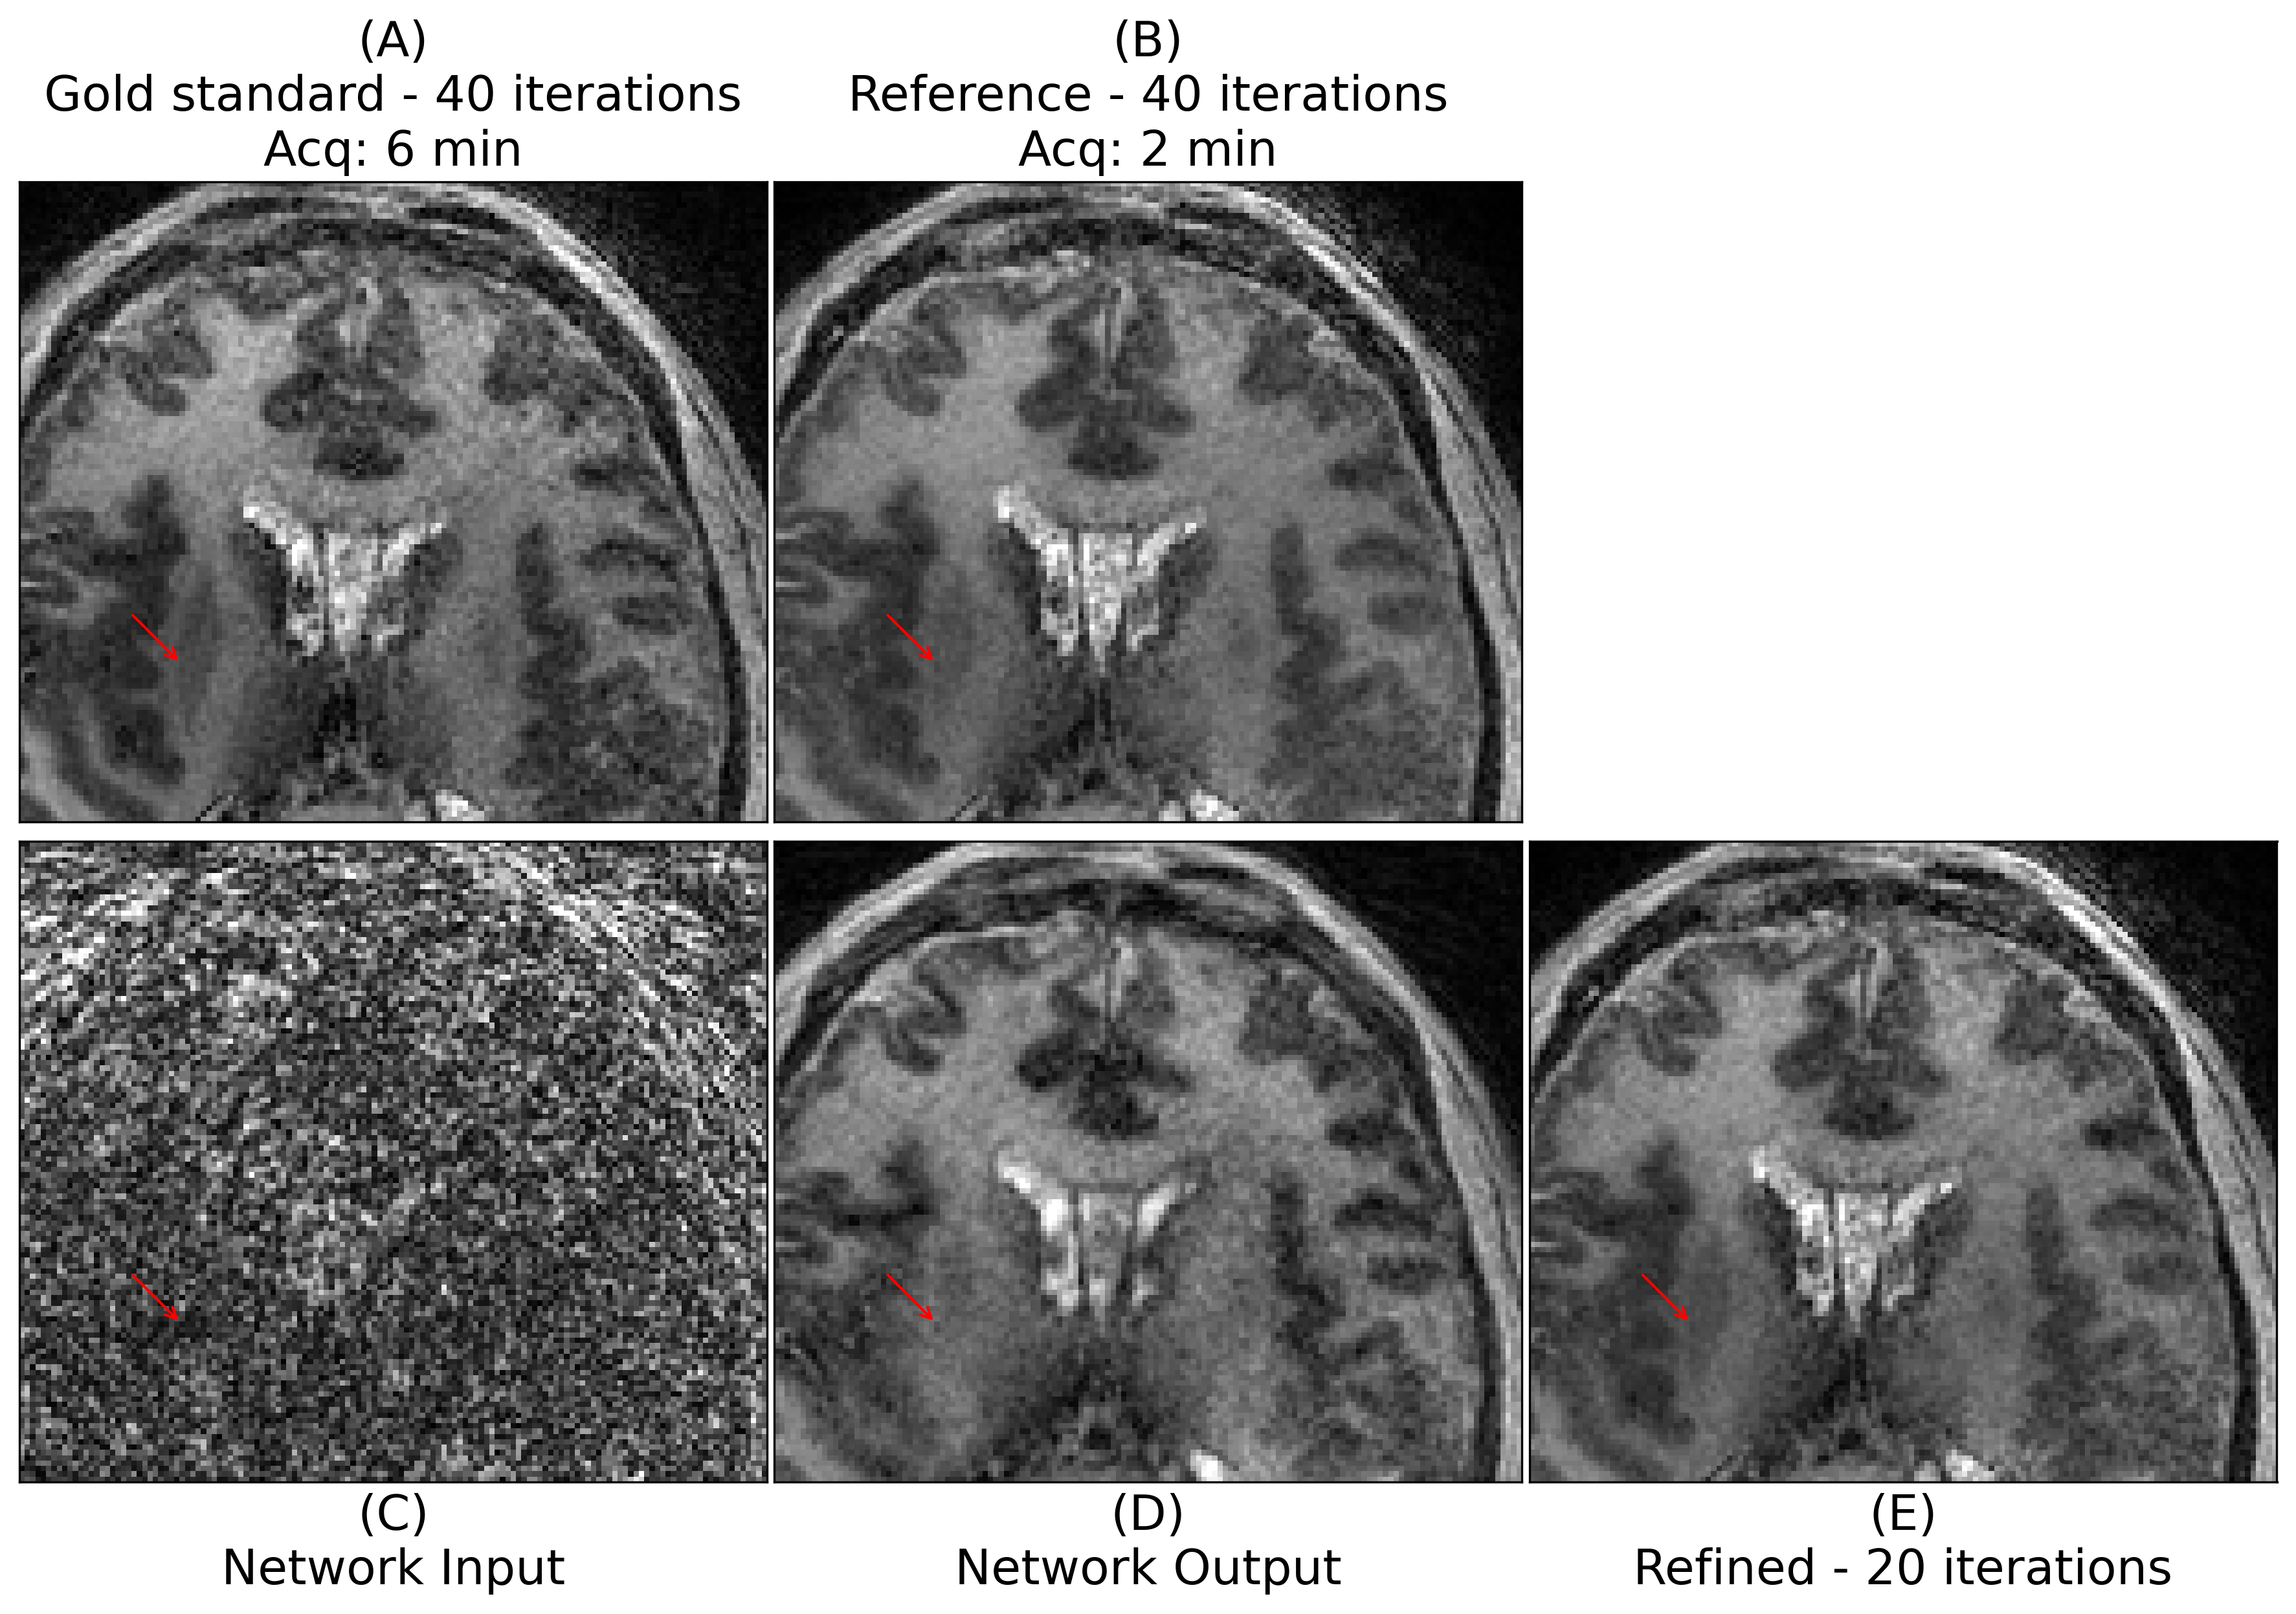 (A)
Gold standard - 40 iterations
Acq: 6 min
(B)
Reference - 40 iterations
Acq: 2 min
(C)
Network Input
(D)
Network Output
(E)
Refined - 20 iterations